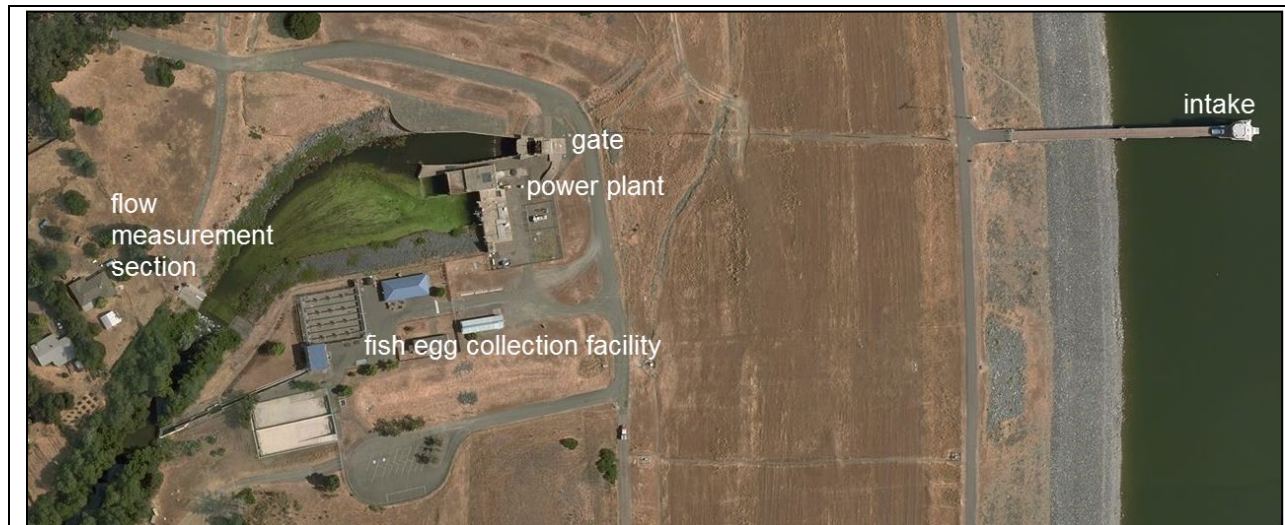 intake
gate
power plant
flow
measurement
section
fish egg collection facility